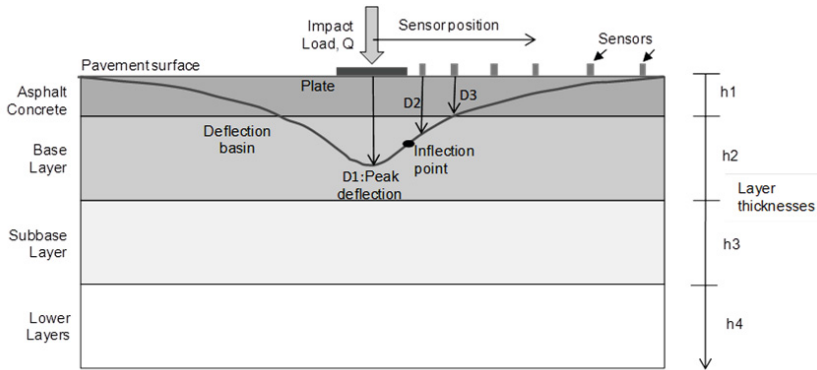 Impact
Load, Q
Sensor position
Sensors
Pavement surface
Plate
Asphalt
Concrete
D2
D3
h1
Deflection
basin
Base
Layer
Inflection
point
h2
D1:Peak
deflection
Layer
thicknesses
Subbase
Layer
h3
Lower
Layers
h4